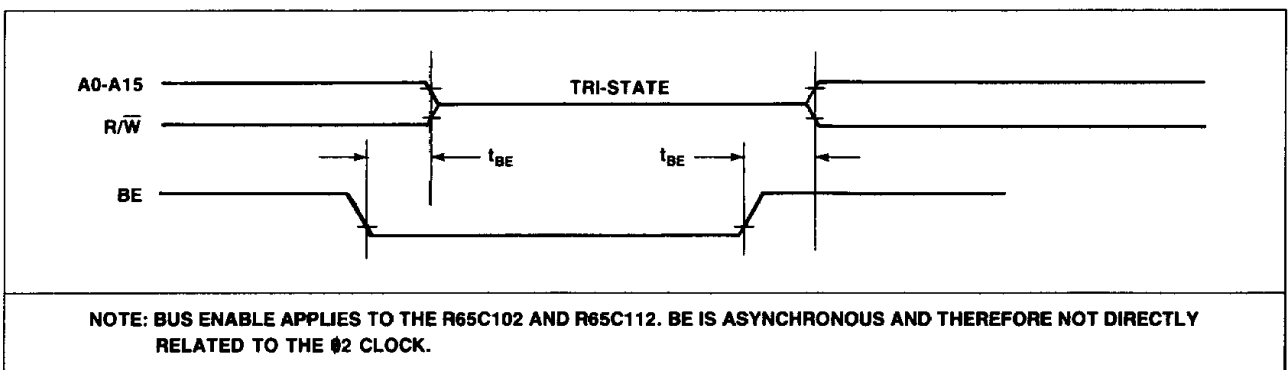 A0-A15
TRI-STATE
R/W̅
tBE
tBE
BE
NOTE: BUS ENABLE APPLIES TO THE R65C102 AND R65C112. BE IS ASYNCHRONOUS AND THEREFORE NOT DIRECTLY
RELATED TO THE ϕ2 CLOCK.